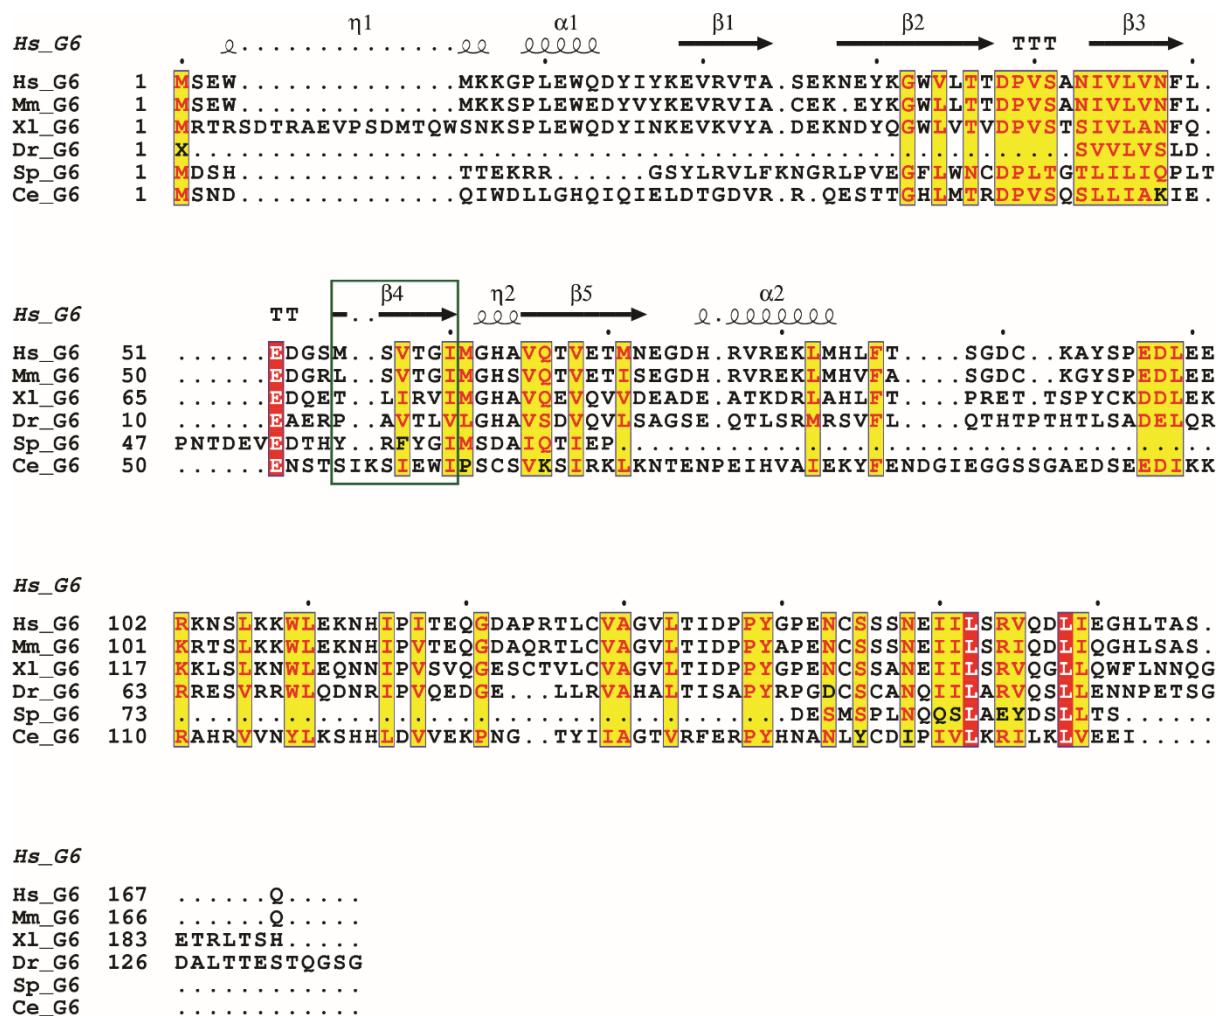 η1 α1 β1 β2 β3
Hs_G6 TTT
Hs_G6 1 MSEW..............MKKGPLEWQDYIYKEVRVTA.SEKNEYKGWVLTTDPVSANIVLVNFL.
Mm_G6 1 MSEW..............MKKSPLEWEDYVYKEVRVIA.CEK.EYKGWLLTTDPVSANIVLVNFL.
Xl_G6 1 MRTRSDTRAEVPSDMTQWSNKSPLEWQDYINKEVKVYA.DEKNDYQGWLVTVDPVSTSIVLANFQ.
Dr_G6 1 X........................................................SVVLVSLD.
Sp_G6 1 MDSH..............TTEKRR......GSYLRVLFKNGRLPVEGFLWNCDPLTGTLILIQPLT
Ce_G6 1 MSND..............QIWDLLGHQIQIELDTGDVR.R.QESTTGHLMTRDPVSQSLLIAKIE.
β4 η2 β5 α2
Hs_G6 TT
Hs_G6 51 ......EDGSM..SVTGIMGHAVQTVETMNEGDH.RVREKLMHLFT....SGDC..KAYSPEDLEE
Mm_G6 50 ......EDGRL..SVTGIMGHSVQTVETISEGDH.RVREKLMHVFA....SGDC..KGYSPEDLEE
Xl_G6 65 ......EDQET..LIRVIMGHAVQEVQVVDEADE.ATKDRLAHLFT....PRET.TSPYCKDDLEK
Dr_G6 10 ......EAERP..AVTLVLGHAVSDVQVLSAGSE.QTLSRMRSVFL....QTHTPTHTLSADELQR
Sp_G6 47 PNTDEVEDTHY..RFYGIMSDAIQTIEP......................................
Ce_G6 50 ......ENSTSIKSIEWIPSCSVKSIRKLKNTENPEIHVAIEKYFENDGIEGGSSGAEDSEEDIKK
Hs_G6
Hs_G6 102 RKNSLKKWLEKNHIPITEQGDAPRTLCVAGVLTIDPPYGPENCSSSNEIILSRVQDLIEGHLTAS.
Mm_G6 101 KRTSLKKWLEKNHIPVTEQGDAQRTLCVAGVLTIDPPYAPENCSSSNEIILSRIQDLIQGHLSAS.
Xl_G6 117 KKLSLKNWLEQNNIPVSVQGESCTVLCVAGVLTIDPPYGPENCSSANEIILSRVQGLLQWFLNNQG
Dr_G6 63 RRESVRRWLQDNRIPVQEDGE...LLRVAHALTISAPYRPGDCSCANQIILARVQSLLENNPETSG
Sp_G6 73 .......................................DESMSPLNQQSLAEYDSLLTS......
Ce_G6 110 RAHRVVNYLKSHHLDVVEKPNG..TYIIAGTVRFERPYHNANLYCDIPIVLKRILKLVEEI.....
Hs_G6
Hs_G6 167 ......Q.....
Mm_G6 166 ......Q.....
Xl_G6 183 ETRLTSH.....
Dr_G6 126 DALTTESTQGSG
Sp_G6 ............
Ce_G6 ............